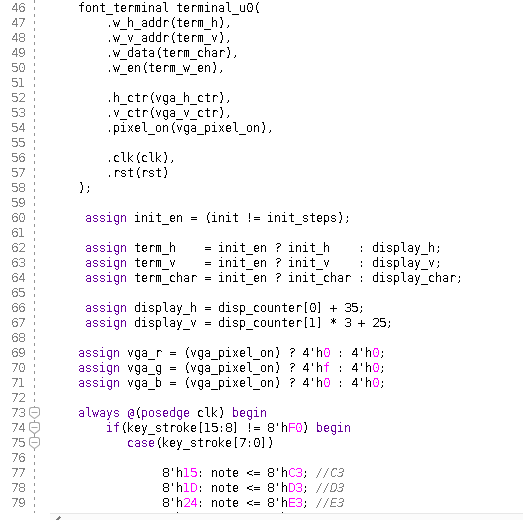 46 font_terminal terminal_u0(
47 .w_h_addr(term_h),
48 .w_v_addr(term_v),
49 .w_data(term_char),
50 .w_en(term_w_en),
51
52 .h_ctr(vga_h_ctr),
53 .v_ctr(vga_v_ctr),
54 .pixel_on(vga_pixel_on),
55
56 .clk(clk),
57 .rst(rst)
58 );
59
60 assign init_en = (init != init_steps);
61
62 assign term_h = init_en ? init_h : display_h;
63 assign term_v = init_en ? init_v : display_v;
64 assign term_char = init_en ? init_char : display_char;
65
66 assign display_h = disp_counter[0] + 35;
67 assign display_v = disp_counter[1] * 3 + 25;
68
69 assign vga_r = (vga_pixel_on) ? 4'h0 : 4'h0;
70 assign vga_g = (vga_pixel_on) ? 4'hf : 4'h0;
71 assign vga_b = (vga_pixel_on) ? 4'h0 : 4'h0;
72
73 always @(posedge clk) begin
74 if(key_stroke[15:8] != 8'hF0) begin
75 case(key_stroke[7:0])
76
77 8'h15: note <= 8'hC3; //C3
78 8'h1D: note <= 8'hD3; //D3
79 8'h24: note <= 8'hE3; //E3